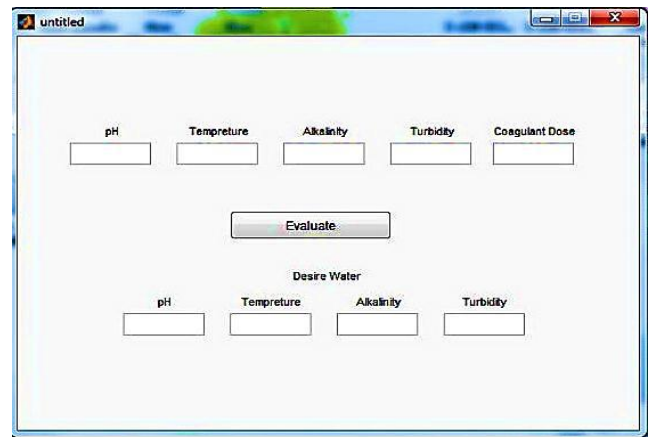 untitled
pH Tempreture Alkalinity Turbidity Coagulant Dose
Evaluate
Desire Water
pH Tempreture Alkalinity Turbidity